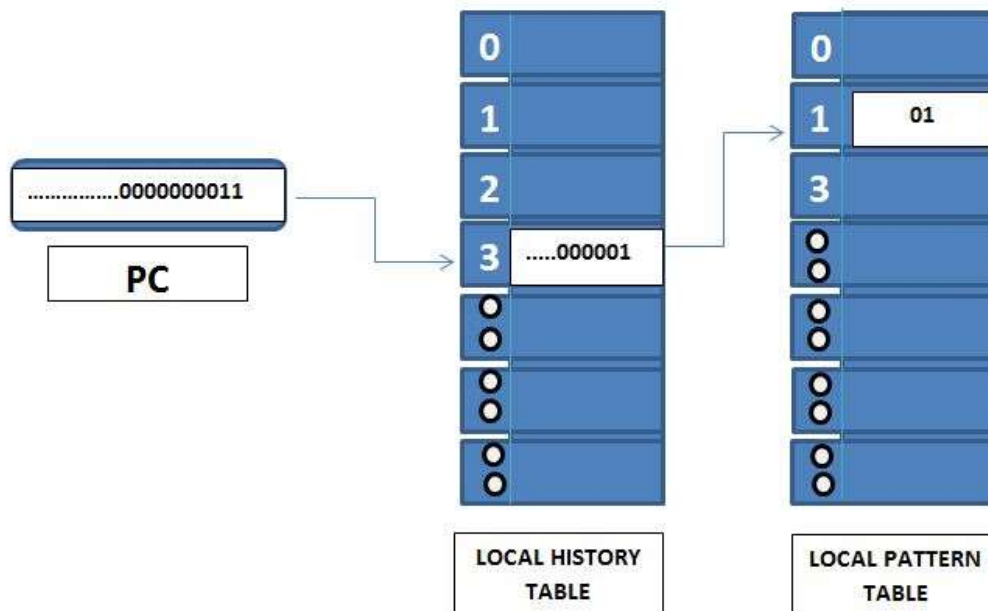 0
1
2
3
0
1
3
................0000000011
PC
.....000001
01
LOCAL HISTORY
TABLE
LOCAL PATTERN
TABLE